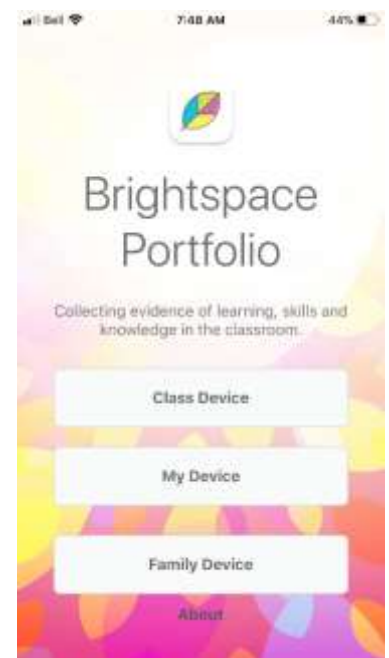 Bell 7:48 AM 44%
Brightspace
Portfolio
Collecting evidence of learning, skills and
knowledge in the classroom.
Class Device
My Device
Family Device
About